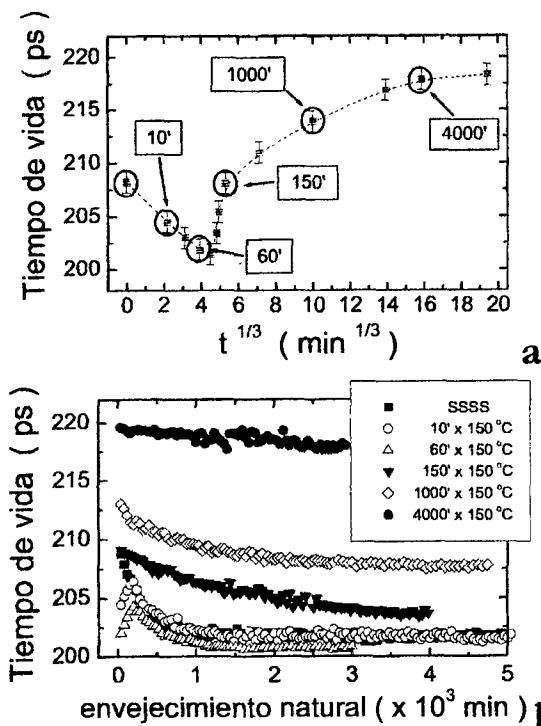 Tiempo de vida ( ps )
220
215
210
205
200
1000'
10'
150'
60'
4000'
0 2 4 6 8 10 12 14 16 18 20
t 1/3 ( min 1/3 )
a
Tiempo de vida ( ps )
220
215
210
205
200
SSSS
10' x 150 °C
60' x 150 °C
150' x 150 °C
1000' x 150 °C
4000' x 150 °C
0 1 2 3 4 5
envejecimiento natural ( x 10³ min )